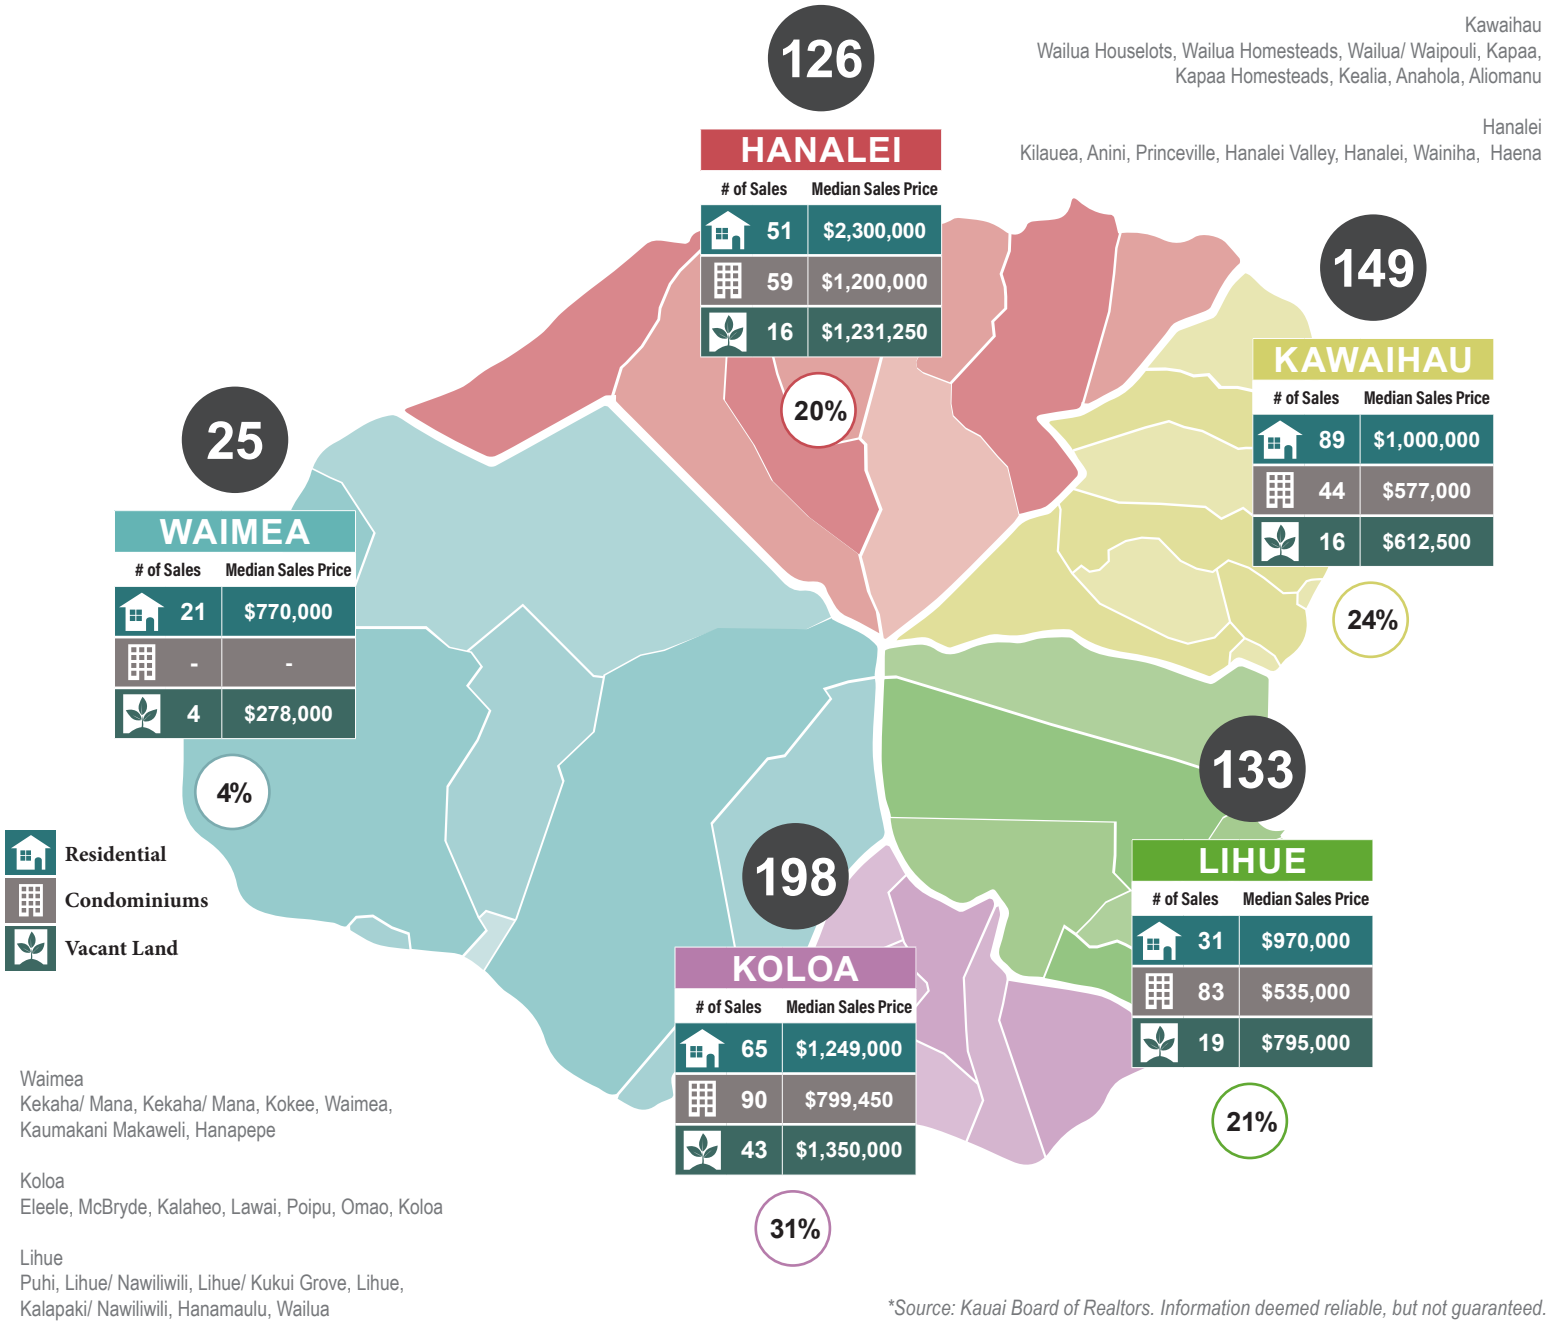 Kawaihau
Wailua Houselots, Wailua Homesteads, Wailua/ Waipouli, Kapaa,
Kapaa Homesteads, Kealia, Anahola, Aliomanu
Hanalei
Kilauea, Anini, Princeville, Hanalei Valley, Hanalei, Wainiha, Haena
126
HANALEI
# of Sales Median Sales Price
51 $2,300,000
59 $1,200,000
16 $1,231,250
20%
149
KAWAIHAU
# of Sales Median Sales Price
89 $1,000,000
44 $577,000
16 $612,500
24%
25
WAIMEA
# of Sales Median Sales Price
21 $770,000
- -
4 $278,000
4%
133
LIHUE
# of Sales Median Sales Price
31 $970,000
83 $535,000
19 $795,000
21%
198
KOLOA
# of Sales Median Sales Price
65 $1,249,000
90 $799,450
43 $1,350,000
31%
Residential
Condominiums
Vacant Land
Waimea
Kekaha/ Mana, Kekaha/ Mana, Kokee, Waimea,
Kaumakani Makaweli, Hanapepe
Koloa
Eleele, McBryde, Kalaheo, Lawai, Poipu, Omao, Koloa
Lihue
Puhi, Lihue/ Nawiliwili, Lihue/ Kukui Grove, Lihue,
Kalapaki/ Nawiliwili, Hanamaulu, Wailua
*Source: Kauai Board of Realtors. Information deemed reliable, but not guaranteed.